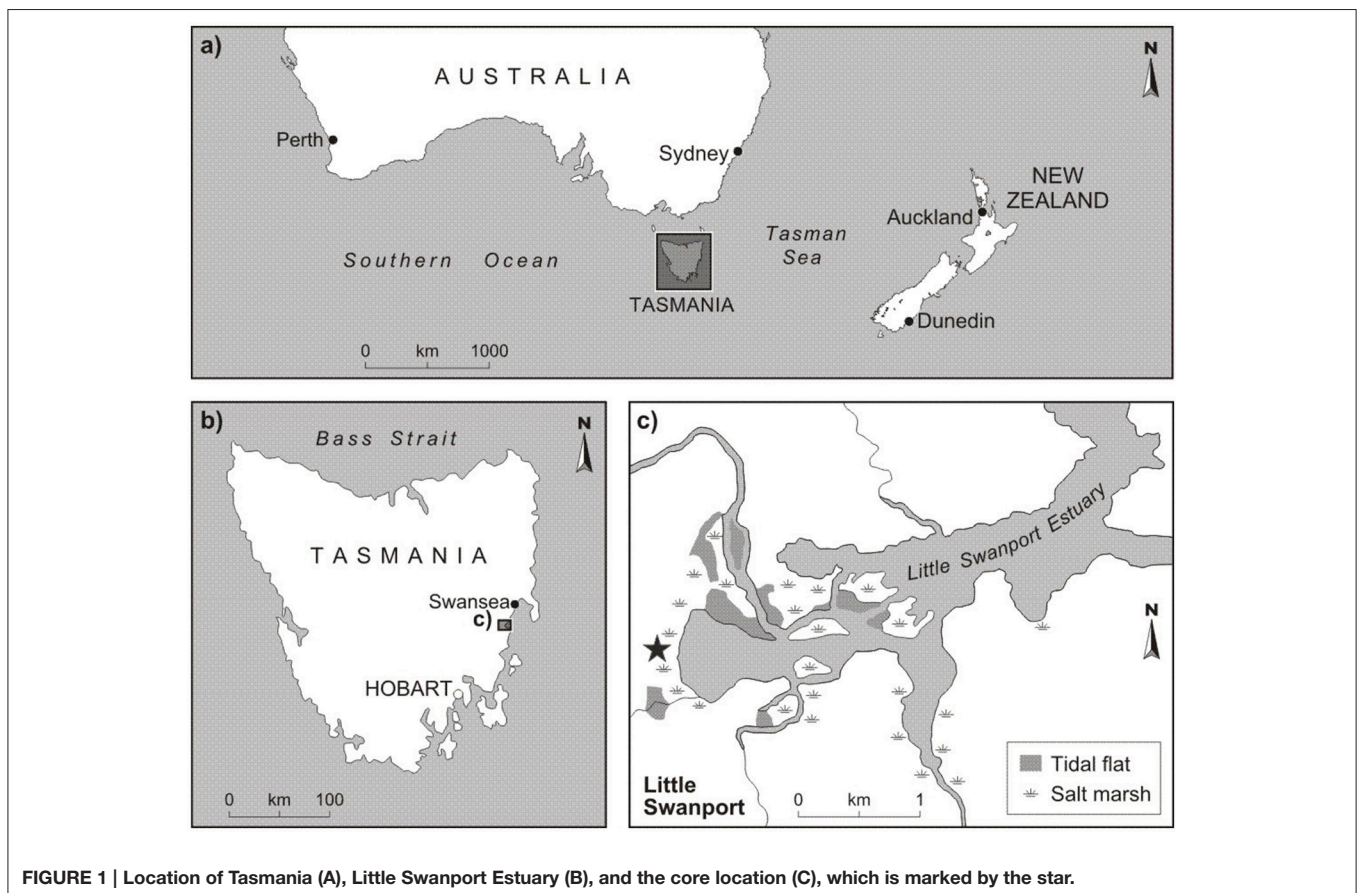 a)
N
AUSTRALIA
Perth
Sydney
NEW
ZEALAND
Auckland
Tasman
Sea
Southern Ocean
TASMANIA
Dunedin
0 km 1000
b)
N
Bass Strait
TASMANIA
Swansea
c)
HOBART
0 km 100
c)
Little Swanport Estuary
N
Tidal flat
Salt marsh
Little
Swanport
0 km 1
FIGURE 1 | Location of Tasmania (A), Little Swanport Estuary (B), and the core location (C), which is marked by the star.